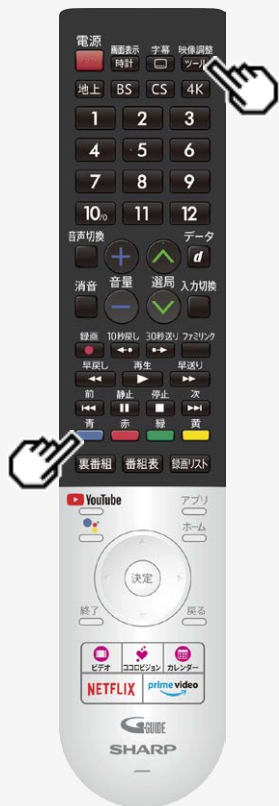 電源
画面表示 字幕 映像調整
時計 ツール
地上 BS CS 4K
1 2 3
4 5 6
7 8 9
10/0 11 12
音声切換 データ
+ d
消音 音量 選局 入力切換
−
録画 10秒戻し 30秒送り ファミリンク
早戻し 再生 早送り
前 静止 停止 次
青 赤 緑 黄
裏番組 番組表 録画リスト
YouTube アプリ
ホーム
決定
終了 戻る
ビデオ ココロビジョン カレンダー
NETFLIX prime video
G-GUIDE
SHARP